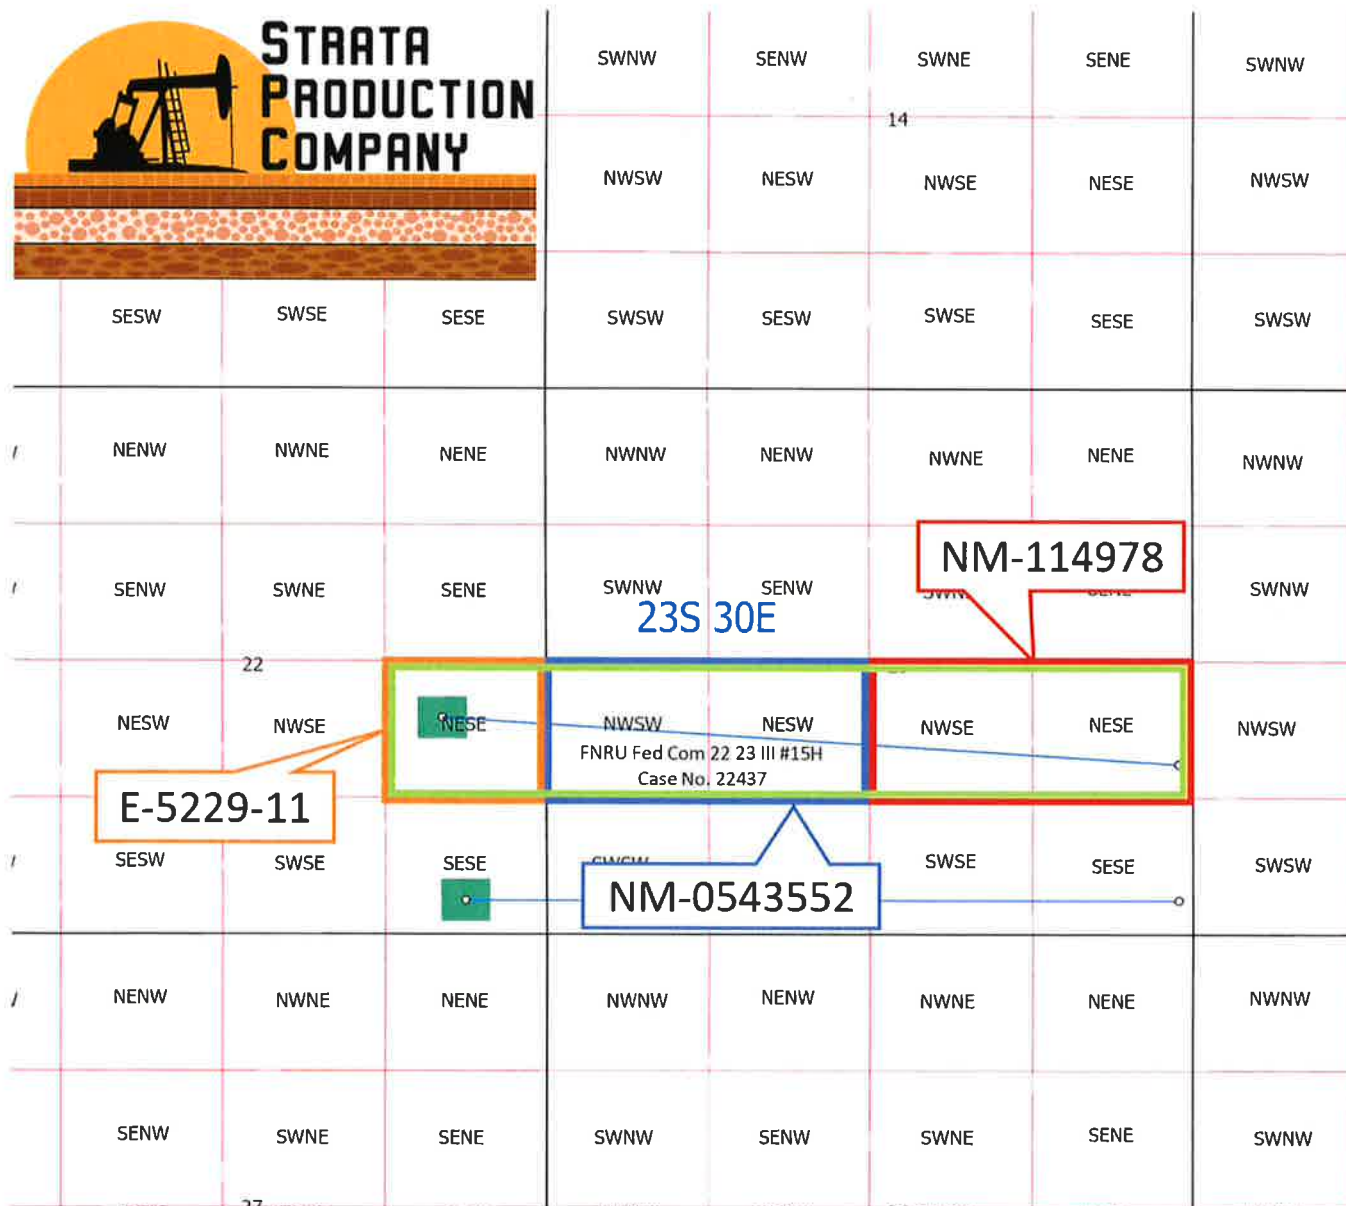 STRATA
PRODUCTION
COMPANY
SWNW SENW SWNE SENE SWNW
14
NWSW NESW NWSE NESE NWSW
SESW SWSE SESE SWSW SESW SWSE SESE SWSW
NENW NWNE NENE NWNW NENW NWNE NENE NWNW
NM-114978
SENW SWNE SENE SWNW SENW SWNW
23S 30E
22
NESW NWSE NESE NWSW NESW NWSE NESE NWSW
FNRU Fed Com 22 23 III #15H
Case No. 22437
E-5229-11
SESW SWSE SESE SWSW SWSE SESE SWSW
NM-0543552
NENW NWNE NENE NWNW NENW NWNE NENE NWNW
SENW SWNE SENE SWNW SENW SWNE SENE SWNW
27